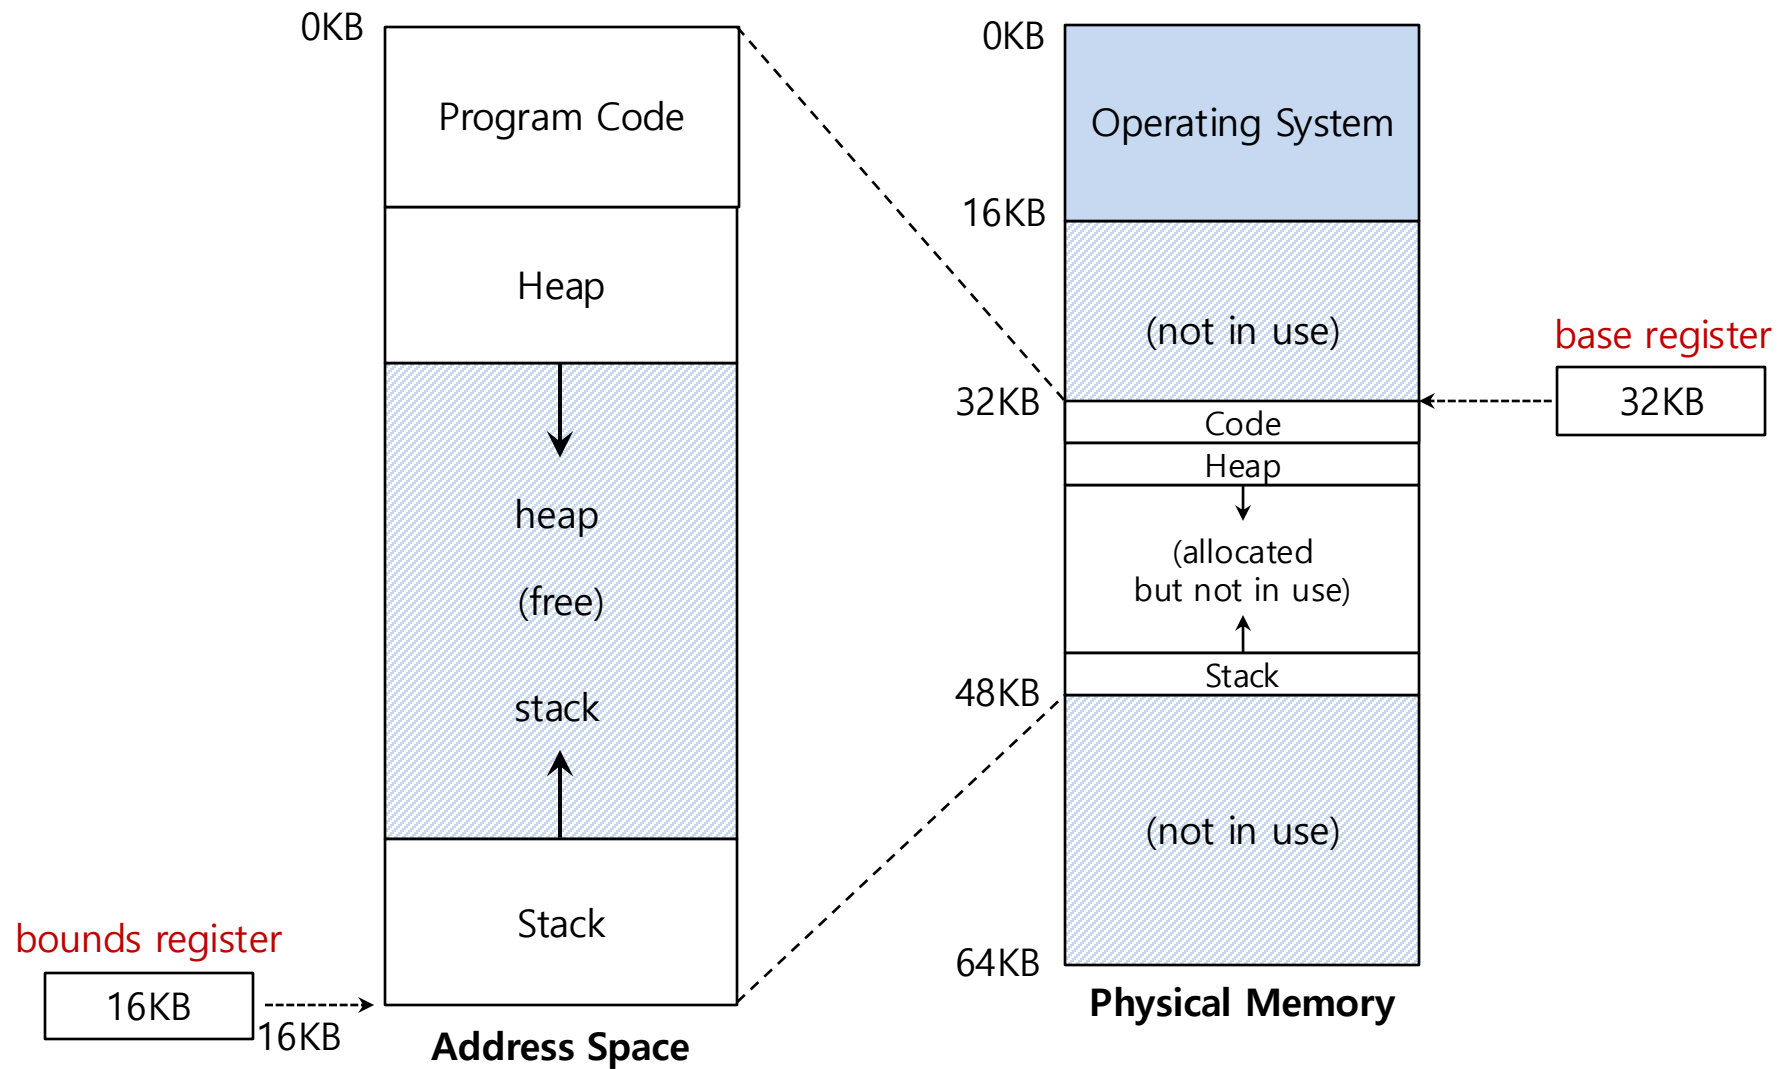 0KB
Program Code
Heap
heap
(free)
stack
Stack
bounds register
16KB
16KB
Address Space
0KB
Operating System
16KB
(not in use)
base register
32KB
32KB
Code
Heap
(allocated
but not in use)
Stack
48KB
(not in use)
64KB
Physical Memory